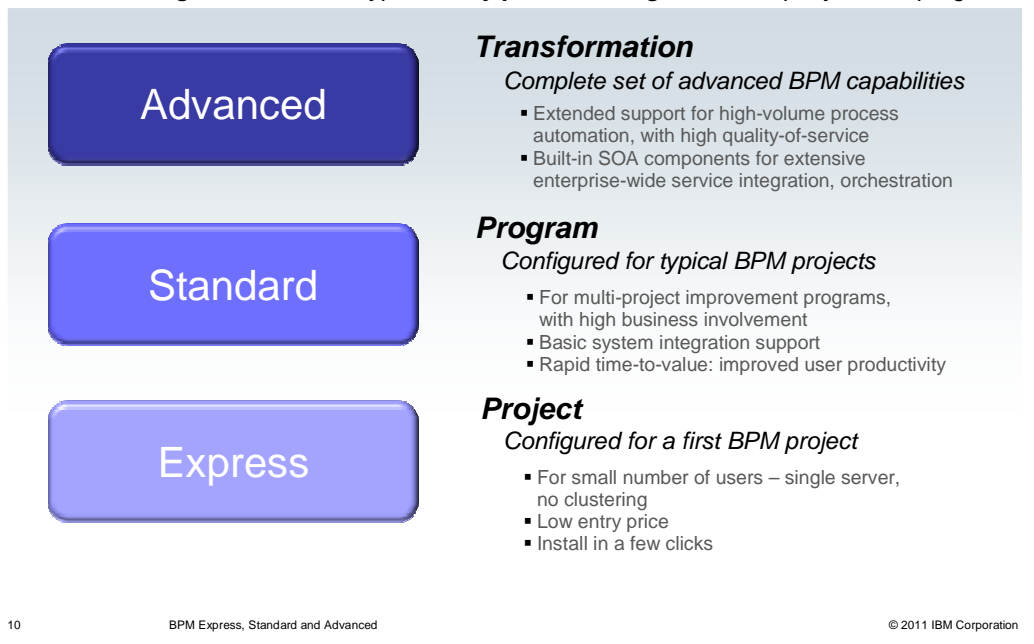 Advanced
Transformation
Complete set of advanced BPM capabilities
▪ Extended support for high-volume process
automation, with high quality-of-service
▪ Built-in SOA components for extensive
enterprise-wide service integration, orchestration
Standard
Program
Configured for typical BPM projects
▪ For multi-project improvement programs,
with high business involvement
▪ Basic system integration support
▪ Rapid time-to-value: improved user productivity
Express
Project
Configured for a first BPM project
▪ For small number of users – single server,
no clustering
▪ Low entry price
▪ Install in a few clicks
10 BPM Express, Standard and Advanced © 2011 IBM Corporation